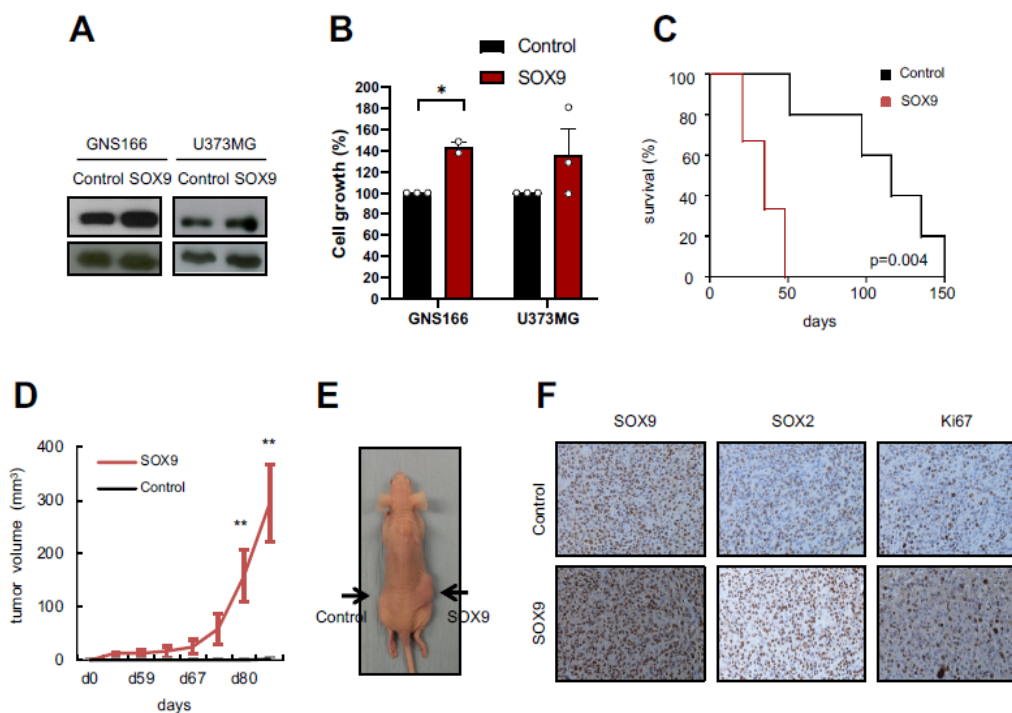 A
GNS166 U373MG
Control SOX9 Control SOX9
B
Control
SOX9
*
Cell growth (%)
200
180
160
140
120
100
80
60
40
20
0
GNS166 U373MG
C
Control
SOX9
survival (%)
100
80
60
40
20
0
p=0.004
0 50 100 150
days
D
SOX9
Control
tumor volume (mm³)
400
300
200
100
0
**
**
d0 d59 d67 d80
days
E
Control SOX9
F
SOX9 SOX2 Ki67
Control
SOX9